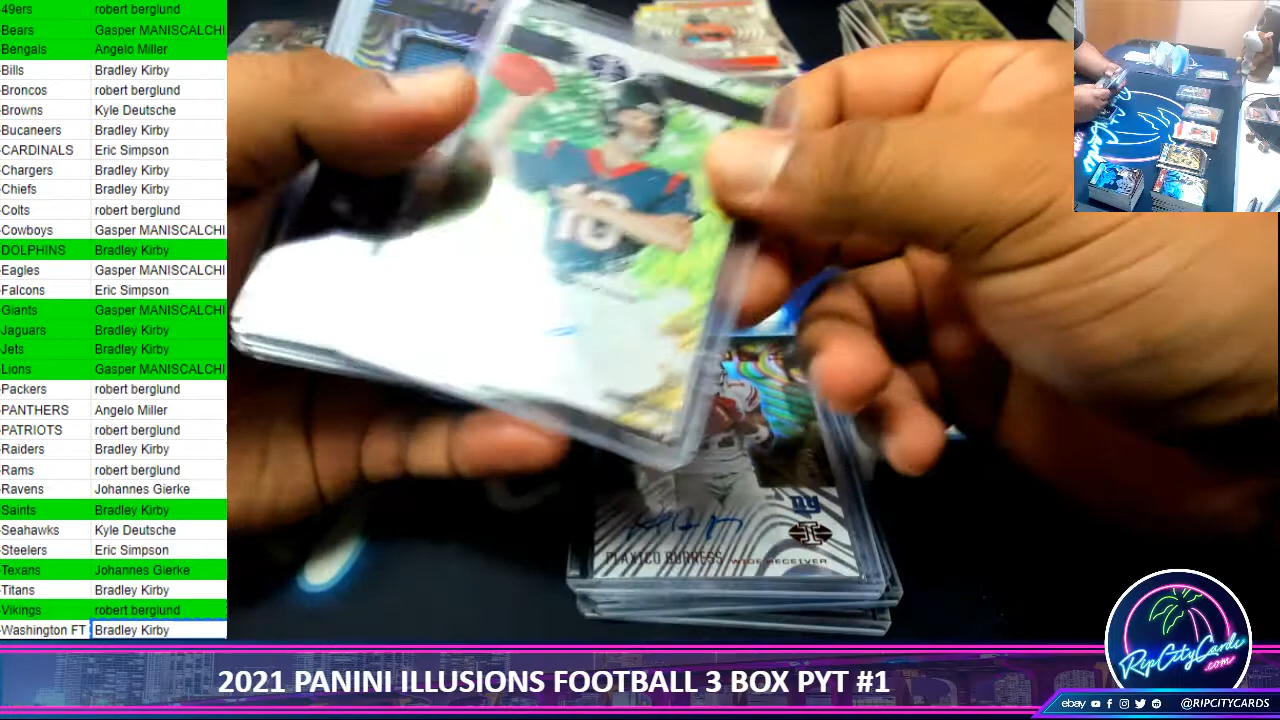 -49ers robert berglund
-Bears Gasper MANISCALCHI
-Bengals Angelo Miller
-Bills Bradley Kirby
-Broncos robert berglund
-Browns Kyle Deutsche
-Bucaneers Bradley Kirby
-CARDINALS Eric Simpson
-Chargers Bradley Kirby
-Chiefs Bradley Kirby
-Colts robert berglund
-Cowboys Gasper MANISCALCHI
-DOLPHINS Bradley Kirby
-Eagles Gasper MANISCALCHI
-Falcons Eric Simpson
-Giants Gasper MANISCALCHI
-Jaguars Bradley Kirby
-Jets Bradley Kirby
-Lions Gasper MANISCALCHI
-Packers robert berglund
-PANTHERS Angelo Miller
-PATRIOTS robert berglund
-Raiders Bradley Kirby
-Rams robert berglund
-Ravens Johannes Gierke
-Saints Bradley Kirby
-Seahawks Kyle Deutsche
-Steelers Eric Simpson
-Texans Johannes Gierke
-Titans Bradley Kirby
-Vikings robert berglund
-Washington FT Bradley Kirby
18
ny
PLAXICO BURRESS WIDE RECEIVER
RipCityCards
.com
2021 PANINI ILLUSIONS FOOTBALL 3 BOX PYT #1
ebay @RIPCITYCARDS